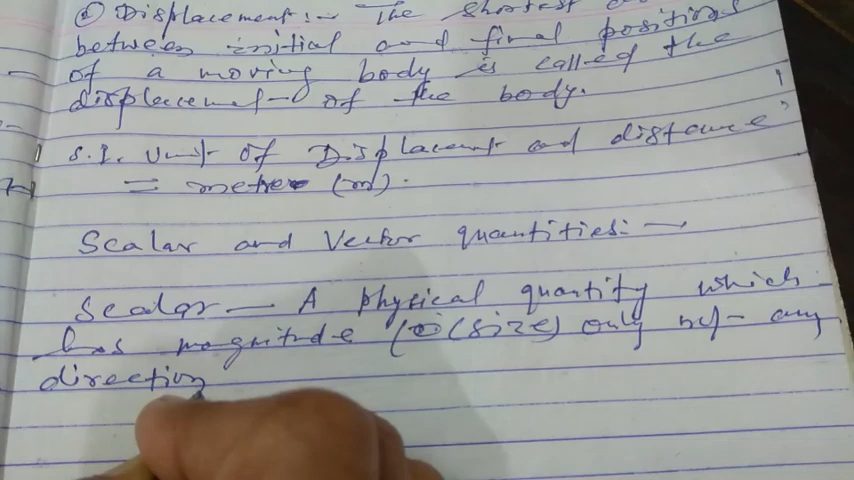 ② Displacement :- The shortest
between initial and final positions
of a moving body is called the
displacement of the body.
S.I. Unit of Displacement and distance
= metre (m).
Scalar and Vector quantities: —
Scalar — A physical quantity which
has magnitude (size) only not any
direction